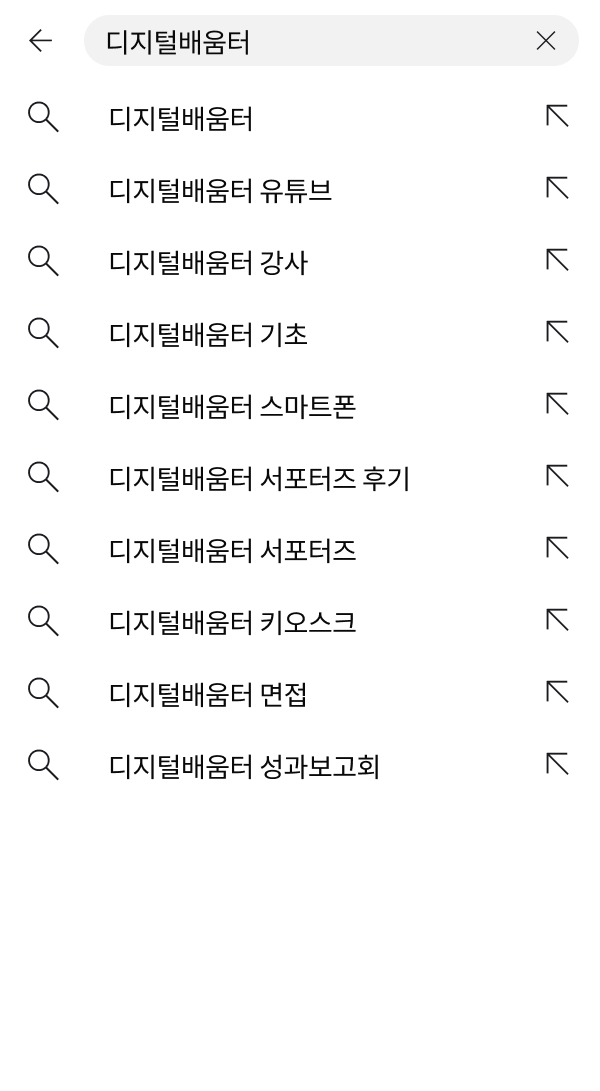 디지털배움터
디지털배움터
디지털배움터 유튜브
디지털배움터 강사
디지털배움터 기초
디지털배움터 스마트폰
디지털배움터 서포터즈 후기
디지털배움터 서포터즈
디지털배움터 키오스크
디지털배움터 면접
디지털배움터 성과보고회